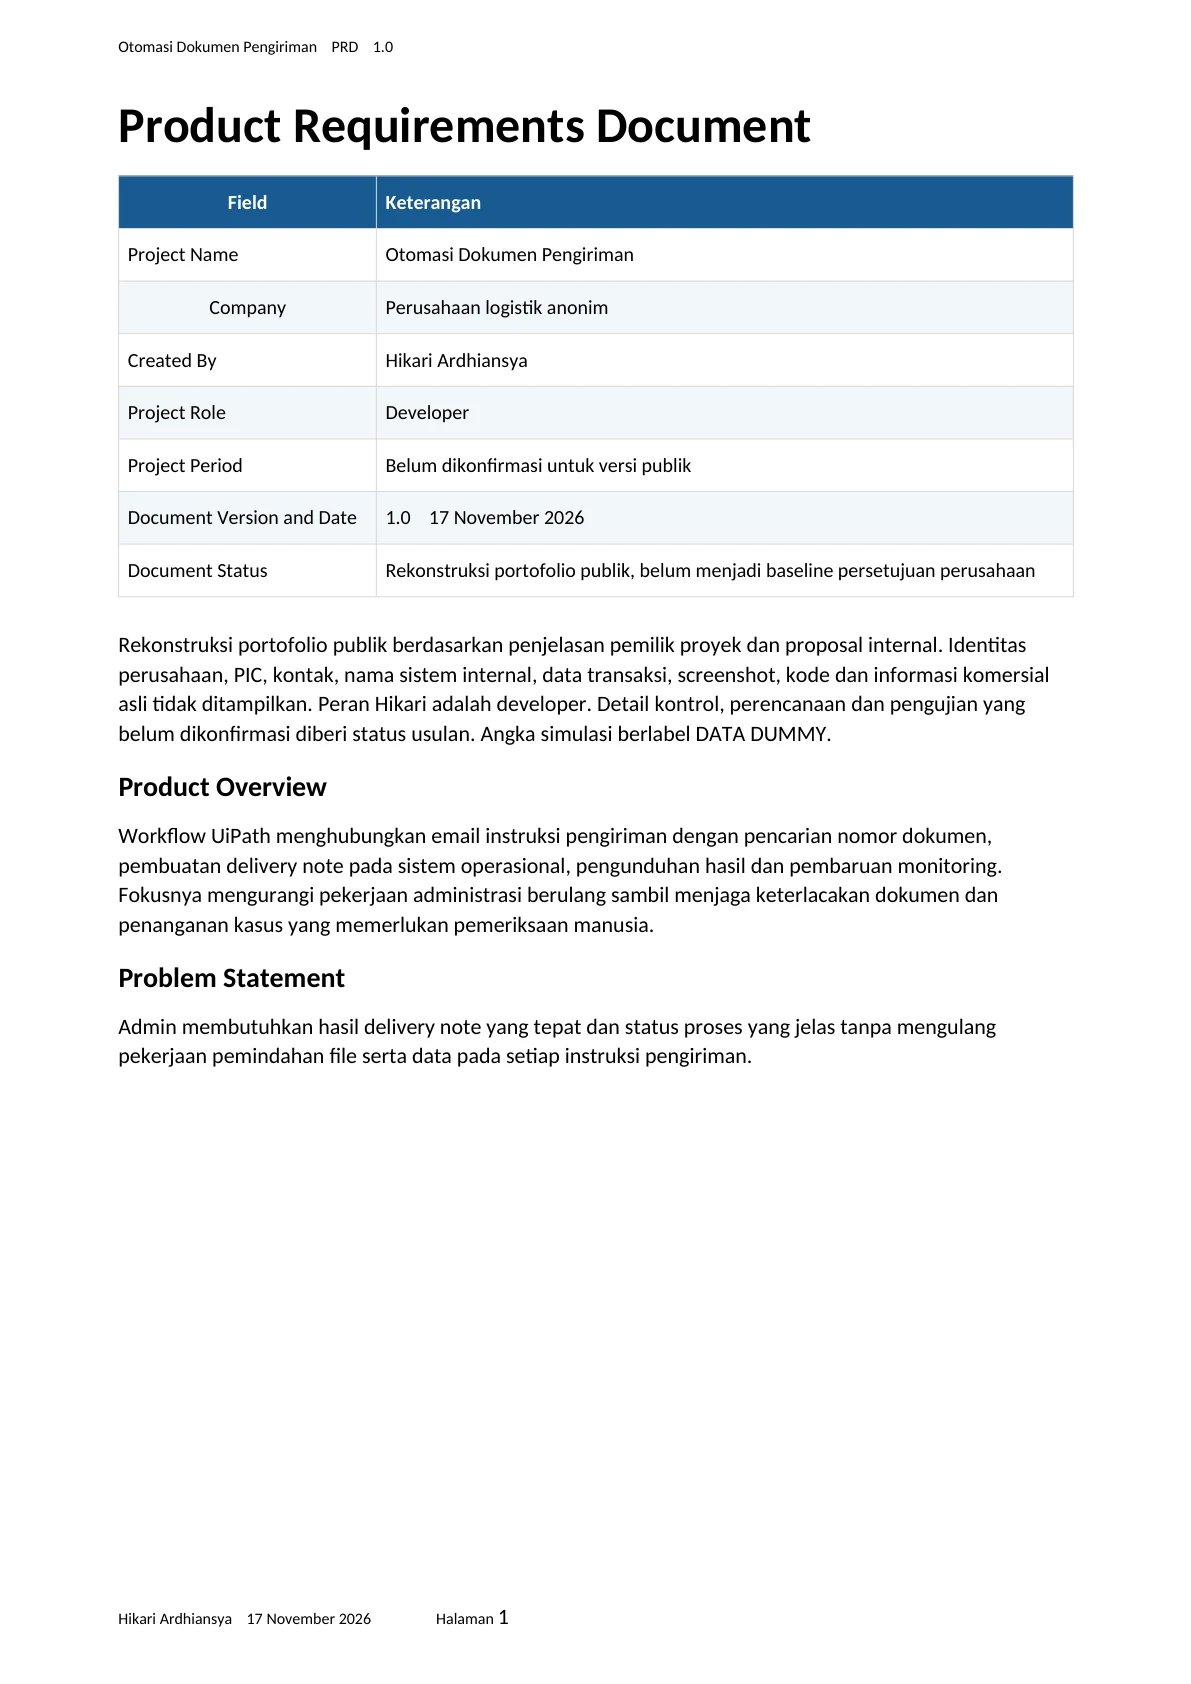 Otomasi Dokumen Pengiriman PRD 1.0
Product Requirements Document
Field Keterangan
Project Name Otomasi Dokumen Pengiriman
Company Perusahaan logistik anonim
Created By Hikari Ardhiansya
Project Role Developer
Project Period Belum dikonfirmasi untuk versi publik
Document Version and Date 1.0 17 November 2026
Document Status Rekonstruksi portofolio publik, belum menjadi baseline persetujuan perusahaan
Rekonstruksi portofolio publik berdasarkan penjelasan pemilik proyek dan proposal internal. Identitas
perusahaan, PIC, kontak, nama sistem internal, data transaksi, screenshot, kode dan informasi komersial
asli tidak ditampilkan. Peran Hikari adalah developer. Detail kontrol, perencanaan dan pengujian yang
belum dikonfirmasi diberi status usulan. Angka simulasi berlabel DATA DUMMY.
Product Overview
Workflow UiPath menghubungkan email instruksi pengiriman dengan pencarian nomor dokumen,
pembuatan delivery note pada sistem operasional, pengunduhan hasil dan pembaruan monitoring.
Fokusnya mengurangi pekerjaan administrasi berulang sambil menjaga keterlacakan dokumen dan
penanganan kasus yang memerlukan pemeriksaan manusia.
Problem Statement
Admin membutuhkan hasil delivery note yang tepat dan status proses yang jelas tanpa mengulang
pekerjaan pemindahan file serta data pada setiap instruksi pengiriman.
Hikari Ardhiansya 17 November 2026 Halaman 1